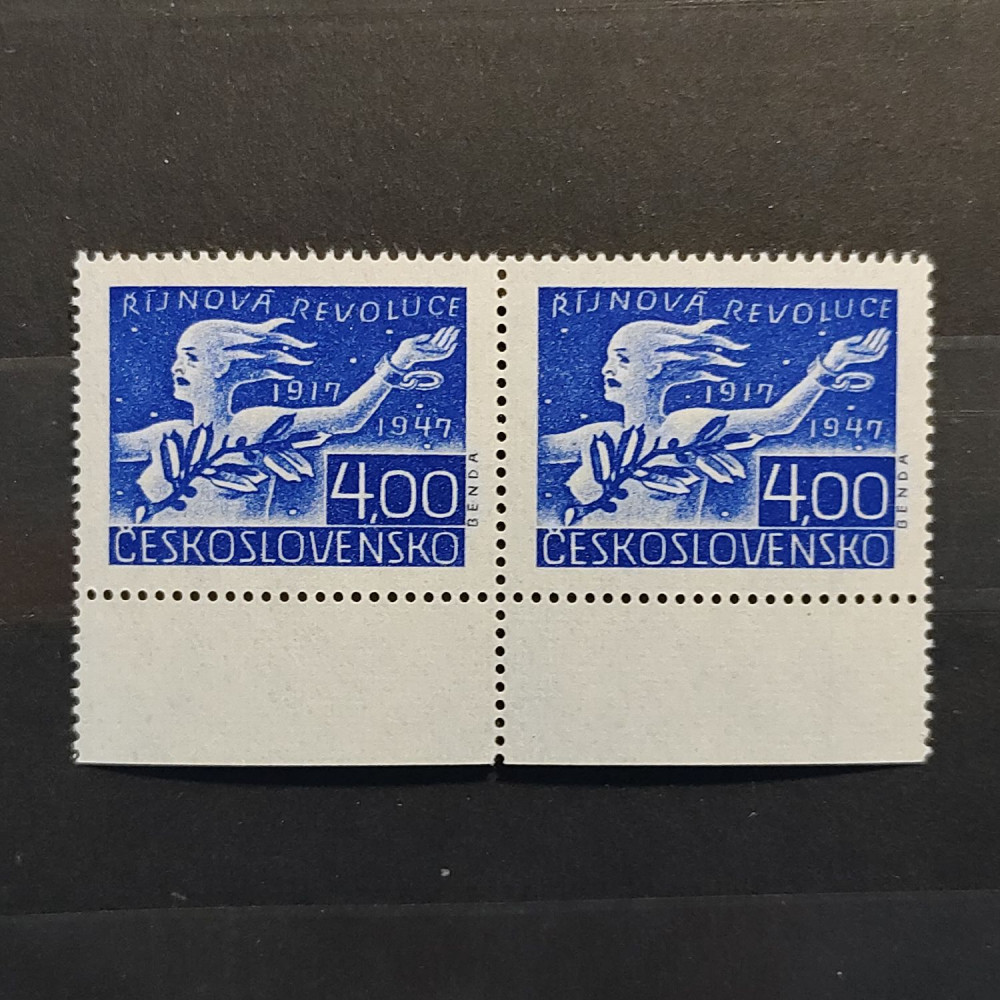 ŘÍJNOVÁ REVOLUCE
1917
1947
4,00
BENDA
ČESKOSLOVENSKO
ŘÍJNOVÁ REVOLUCE
1917
1947
4,00
BENDA
ČESKOSLOVENSKO